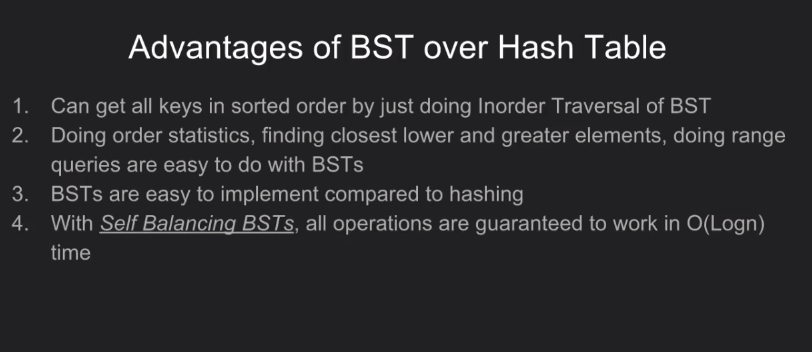 Advantages of BST over Hash Table
1. Can get all keys in sorted order by just doing Inorder Traversal of BST
2. Doing order statistics, finding closest lower and greater elements, doing range
queries are easy to do with BSTs
3. BSTs are easy to implement compared to hashing
4. With Self Balancing BSTs, all operations are guaranteed to work in O(Logn)
time